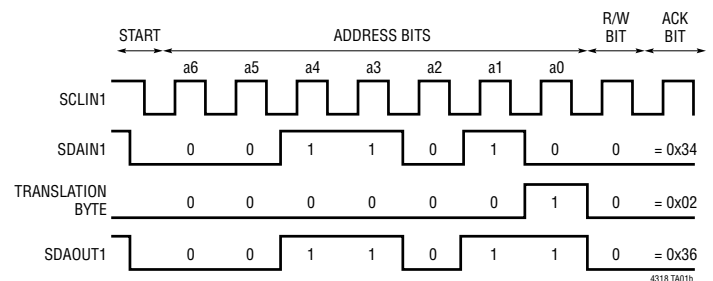 START ADDRESS BITS R/W BIT ACK BIT
a6 a5 a4 a3 a2 a1 a0
SCLIN1
SDAIN1 0 0 1 1 0 1 0 0 = 0x34
TRANSLATION BYTE 0 0 0 0 0 0 1 0 = 0x02
SDAOUT1 0 0 1 1 0 1 1 0 = 0x36
4318 TA01b